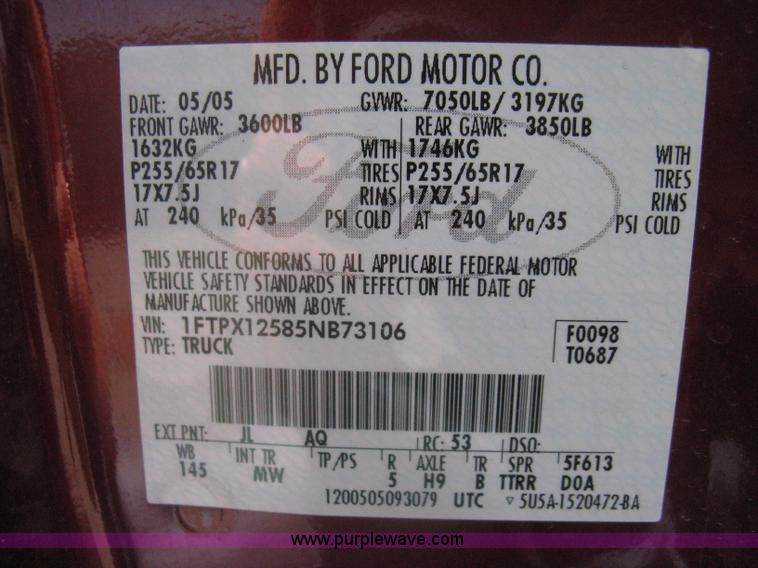 MFD. BY FORD MOTOR CO.
DATE: 05/05 GVWR: 7050LB / 3197KG
FRONT GAWR: 3600LB REAR GAWR: 3850LB
1632KG WITH 1746KG WITH
P255/65R17 TIRES P255/65R17 TIRES
17X7.5J RIMS 17X7.5J RIMS
AT 240 kPa/35 PSI COLD AT 240 kPa/35 PSI COLD
Ford
THIS VEHICLE CONFORMS TO ALL APPLICABLE FEDERAL MOTOR
VEHICLE SAFETY STANDARDS IN EFFECT ON THE DATE OF
MANUFACTURE SHOWN ABOVE.
VIN: 1FTPX12585NB73106 F0098
TYPE: TRUCK T0687
EXT PNT: JL AQ RC: 53 DSO:
WB INT TR TP/PS R AXLE TR SPR 5F613
145 MW 5 H9 B TTRR D0A
1200505093079 UTC ▿ 5U5A-1520472-BA
www.purplewave.com